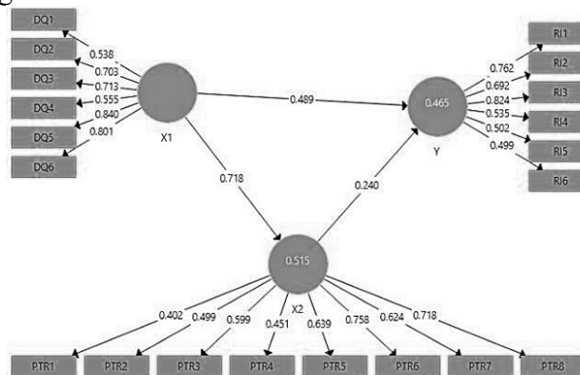 DQ1
DQ2
DQ3
DQ4
DQ5
DQ6
0.538
0.703
0.713
0.555
0.840
0.801
X1
0.489
0.718
0.465
Y
0.240
RI1
RI2
RI3
RI4
RI5
RI6
0.762
0.692
0.824
0.535
0.502
0.499
0.515
X2
0.402
0.499
0.599
0.451
0.639
0.758
0.624
0.718
PTR1
PTR2
PTR3
PTR4
PTR5
PTR6
PTR7
PTR8